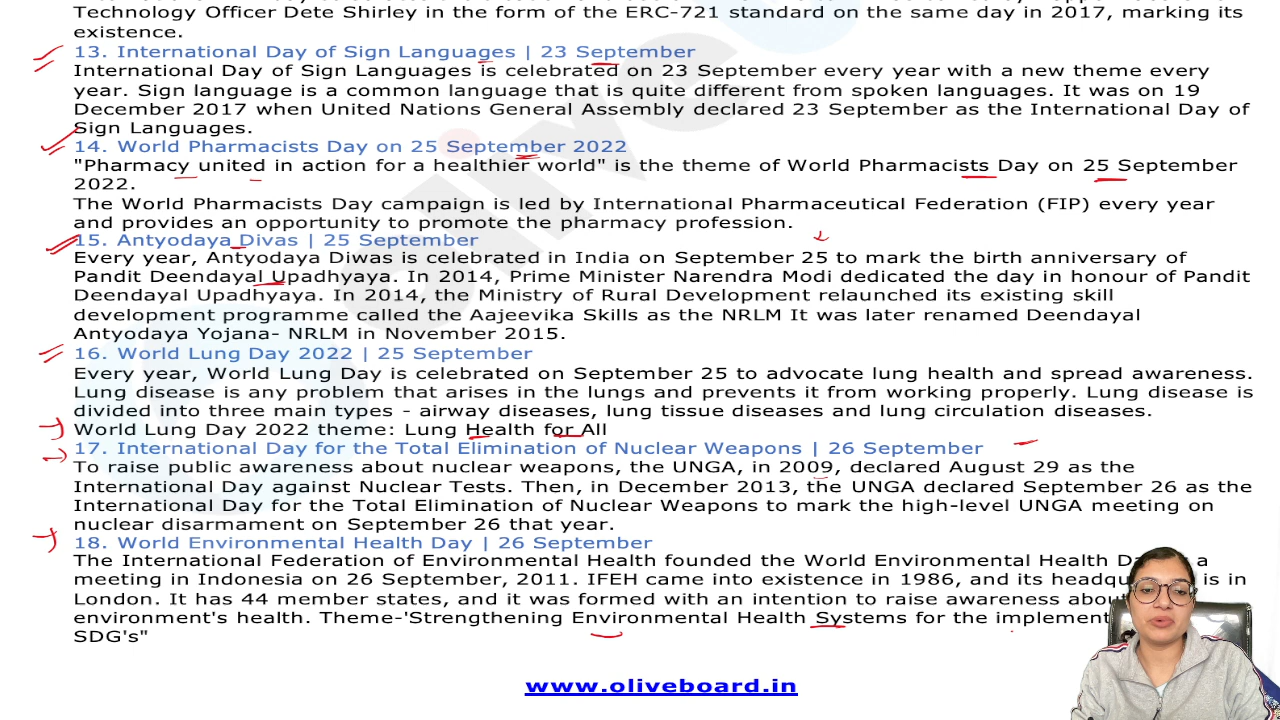 Technology Officer Dete Shirley in the form of the ERC-721 standard on the same day in 2017, marking its
existence.
13. International Day of Sign Languages | 23 September
International Day of Sign Languages is celebrated on 23 September every year with a new theme every
year. Sign language is a common language that is quite different from spoken languages. It was on 19
December 2017 when United Nations General Assembly declared 23 September as the International Day of
Sign Languages.
14. World Pharmacists Day on 25 September 2022
"Pharmacy united in action for a healthier world" is the theme of World Pharmacists Day on 25 September
2022.
The World Pharmacists Day campaign is led by International Pharmaceutical Federation (FIP) every year
and provides an opportunity to promote the pharmacy profession.
15. Antyodaya Divas | 25 September
Every year, Antyodaya Diwas is celebrated in India on September 25 to mark the birth anniversary of
Pandit Deendayal Upadhyaya. In 2014, Prime Minister Narendra Modi dedicated the day in honour of Pandit
Deendayal Upadhyaya. In 2014, the Ministry of Rural Development relaunched its existing skill
development programme called the Aajeevika Skills as the NRLM It was later renamed Deendayal
Antyodaya Yojana- NRLM in November 2015.
16. World Lung Day 2022 | 25 September
Every year, World Lung Day is celebrated on September 25 to advocate lung health and spread awareness.
Lung disease is any problem that arises in the lungs and prevents it from working properly. Lung disease is
divided into three main types - airway diseases, lung tissue diseases and lung circulation diseases.
World Lung Day 2022 theme: Lung Health for All
17. International Day for the Total Elimination of Nuclear Weapons | 26 September
To raise public awareness about nuclear weapons, the UNGA, in 2009, declared August 29 as the
International Day against Nuclear Tests. Then, in December 2013, the UNGA declared September 26 as the
International Day for the Total Elimination of Nuclear Weapons to mark the high-level UNGA meeting on
nuclear disarmament on September 26 that year.
18. World Environmental Health Day | 26 September
The International Federation of Environmental Health founded the World Environmental Health a
meeting in Indonesia on 26 September, 2011. IFEH came into existence in 1986, and its is in
London. It has 44 member states, and it was formed with an intention to raise awareness
environment's health. Theme-'Strengthening Environmental Health Systems for the
SDG's"
www.oliveboard.in